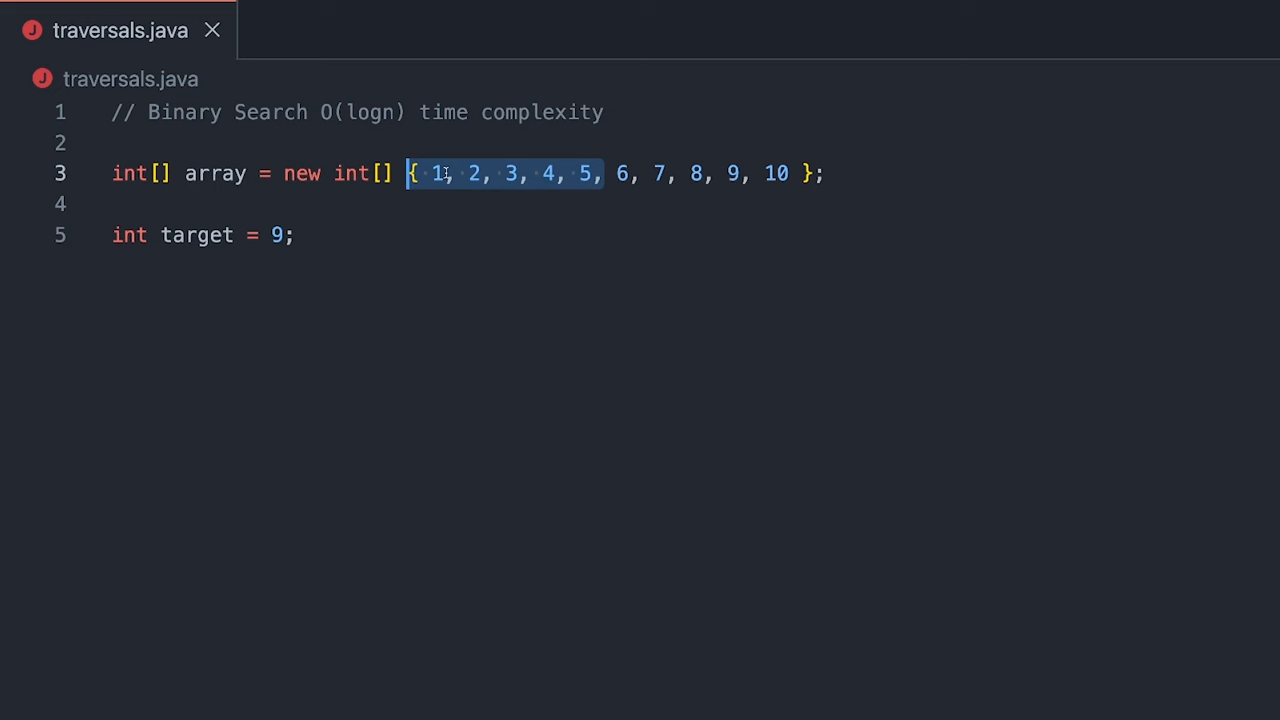 J traversals.java
J traversals.java
1 // Binary Search O(logn) time complexity
2
3 int[] array = new int[] { 1, 2, 3, 4, 5, 6, 7, 8, 9, 10 };
4
5 int target = 9;